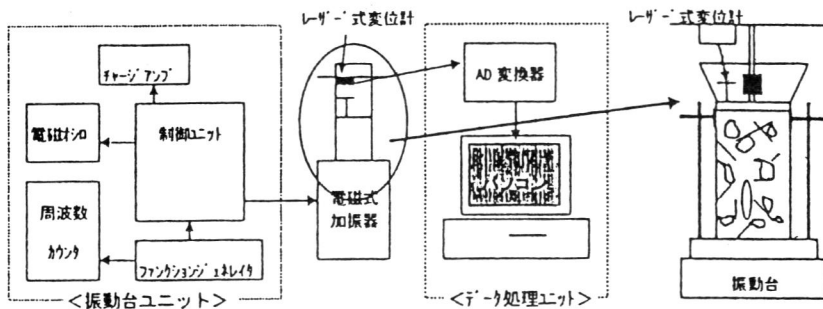 レーザー式変位計
レーザー式変位計
チャージアンプ
AD変換器
電磁オシロ
制御ユニット
パソコン
周波数
カウンタ
電磁式
加振器
ファンクションジェネレイタ
振動台
<振動台ユニット>
<データ処理ユニット>